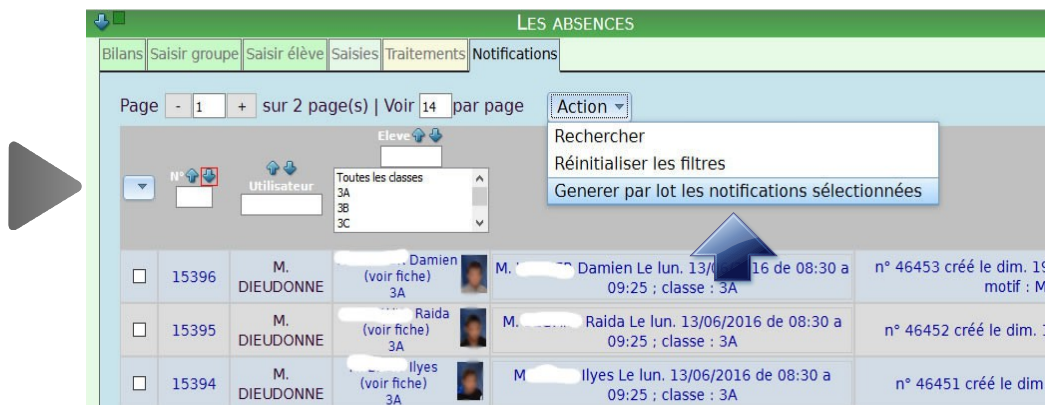 LES ABSENCES
Bilans Saisir groupe Saisir élève Saisies Traitements Notifications
Page - 1 + sur 2 page(s) | Voir 14 par page Action
Rechercher
Réinitialiser les filtres
Generer par lot les notifications sélectionnées
N°
Utilisateur
Eleve
Toutes les classes
3A
3B
3C
15396
M.
DIEUDONNE
Damien
(voir fiche)
3A
M. Damien Le lun. 13/ 16 de 08:30 a
09:25 ; classe : 3A
n° 46453 créé le dim. 19
motif : M
15395
M.
DIEUDONNE
Raida
(voir fiche)
3A
M. Raida Le lun. 13/06/2016 de 08:30 a
09:25 ; classe : 3A
n° 46452 créé le dim.
15394
M.
DIEUDONNE
Ilyes
(voir fiche)
3A
M Ilyes Le lun. 13/06/2016 de 08:30 a
09:25 ; classe : 3A
n° 46451 créé le dim